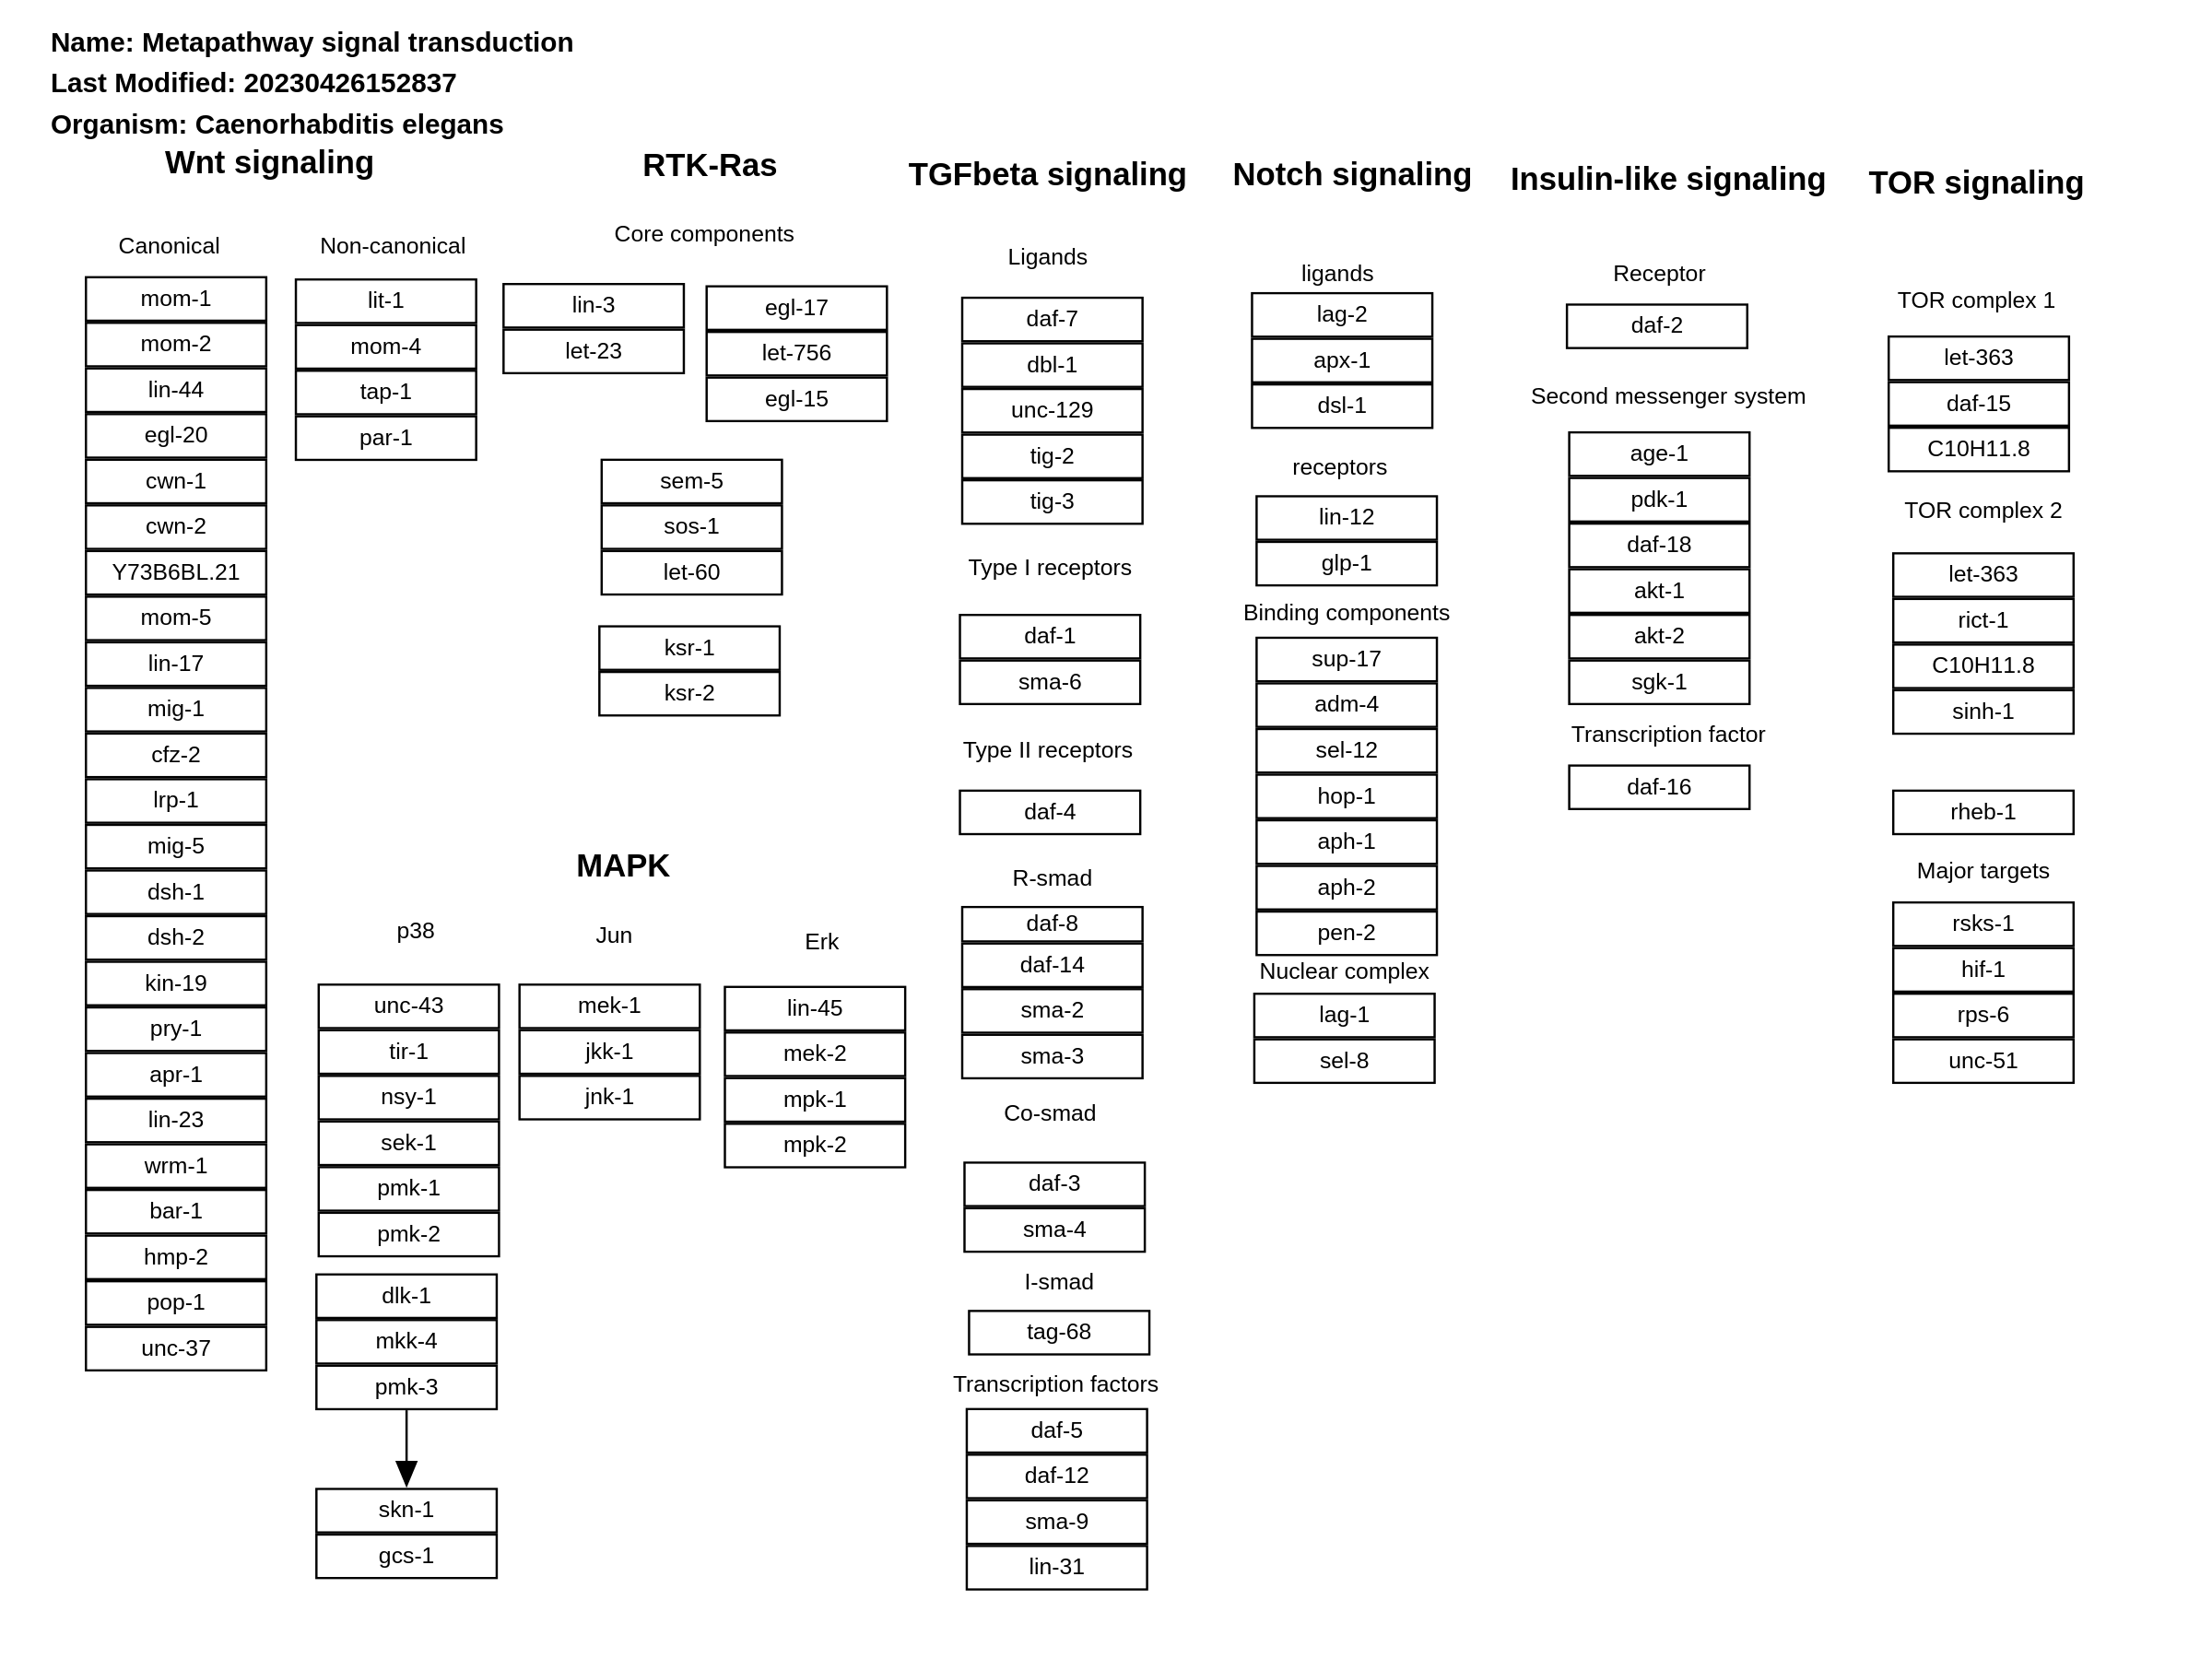 Name: Metapathway signal transduction
Last Modified: 20230426152837
Organism: Caenorhabditis elegans
Wnt signaling
Canonical
mom-1
mom-2
lin-44
egl-20
cwn-1
cwn-2
Y73B6BL.21
mom-5
lin-17
mig-1
cfz-2
lrp-1
mig-5
dsh-1
dsh-2
kin-19
pry-1
apr-1
lin-23
wrm-1
bar-1
hmp-2
pop-1
unc-37
Non-canonical
lit-1
mom-4
tap-1
par-1
RTK-Ras
Core components
lin-3
let-23
egl-17
let-756
egl-15
sem-5
sos-1
let-60
ksr-1
ksr-2
MAPK
p38
unc-43
tir-1
nsy-1
sek-1
pmk-1
pmk-2
dlk-1
mkk-4
pmk-3
skn-1
gcs-1
Jun
mek-1
jkk-1
jnk-1
Erk
lin-45
mek-2
mpk-1
mpk-2
TGFbeta signaling
Ligands
daf-7
dbl-1
unc-129
tig-2
tig-3
Type I receptors
daf-1
sma-6
Type II receptors
daf-4
R-smad
daf-8
daf-14
sma-2
sma-3
Co-smad
daf-3
sma-4
I-smad
tag-68
Transcription factors
daf-5
daf-12
sma-9
lin-31
Notch signaling
ligands
lag-2
apx-1
dsl-1
receptors
lin-12
glp-1
Binding components
sup-17
adm-4
sel-12
hop-1
aph-1
aph-2
pen-2
Nuclear complex
lag-1
sel-8
Insulin-like signaling
Receptor
daf-2
Second messenger system
age-1
pdk-1
daf-18
akt-1
akt-2
sgk-1
Transcription factor
daf-16
TOR signaling
TOR complex 1
let-363
daf-15
C10H11.8
TOR complex 2
let-363
rict-1
C10H11.8
sinh-1
rheb-1
Major targets
rsks-1
hif-1
rps-6
unc-51